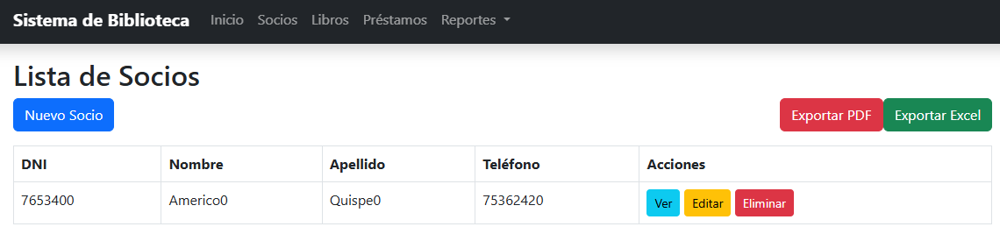 Sistema de Biblioteca Inicio Socios Libros Préstamos Reportes
Lista de Socios
Nuevo Socio Exportar PDF Exportar Excel
DNI Nombre Apellido Teléfono Acciones
7653400 Americo0 Quispe0 75362420 Ver Editar Eliminar